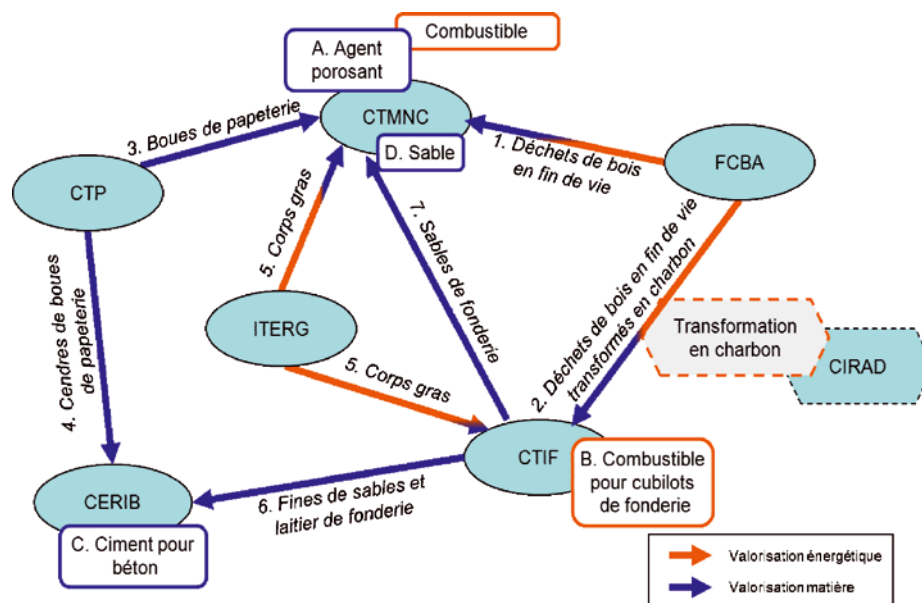 Combustible
A. Agent
porosant
CTMNC
D. Sable
3. Boues de papeterie
1. Déchets de bois
en fin de vie
FCBA
CTP
5. Corps gras
7. Sables de fonderie
2. Déchets de bois en fin de vie
transformés en charbon
4. Cendres de boues
de papeterie
ITERG
Transformation
en charbon
CIRAD
5. Corps gras
CTIF
B. Combustible
pour cubilots
de fonderie
6. Fines de sables et
laitier de fonderie
CERIB
C. Ciment pour
béton
Valorisation énergétique
Valorisation matière